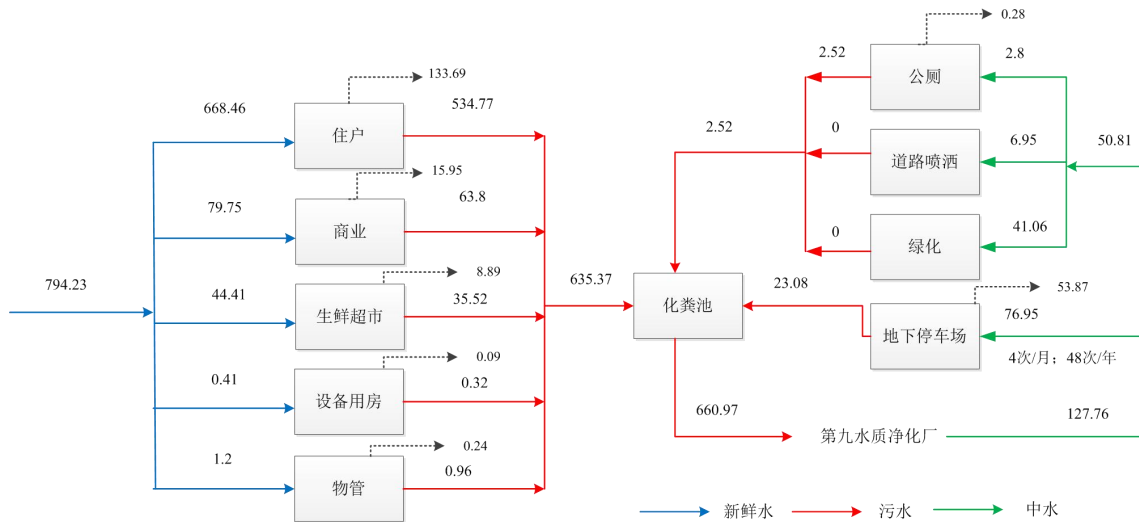 0.28
2.52
公厕
2.8
133.69
668.46
住户
534.77
2.52
0
道路喷洒
6.95
50.81
15.95
79.75
商业
63.8
0
绿化
41.06
794.23
8.89
44.41
生鲜超市
35.52
635.37
化粪池
23.08
53.87
地下停车场
76.95
4次/月；48次/年
0.09
0.41
设备用房
0.32
660.97
第九水质净化厂
127.76
0.24
1.2
物管
0.96
新鲜水
污水
中水